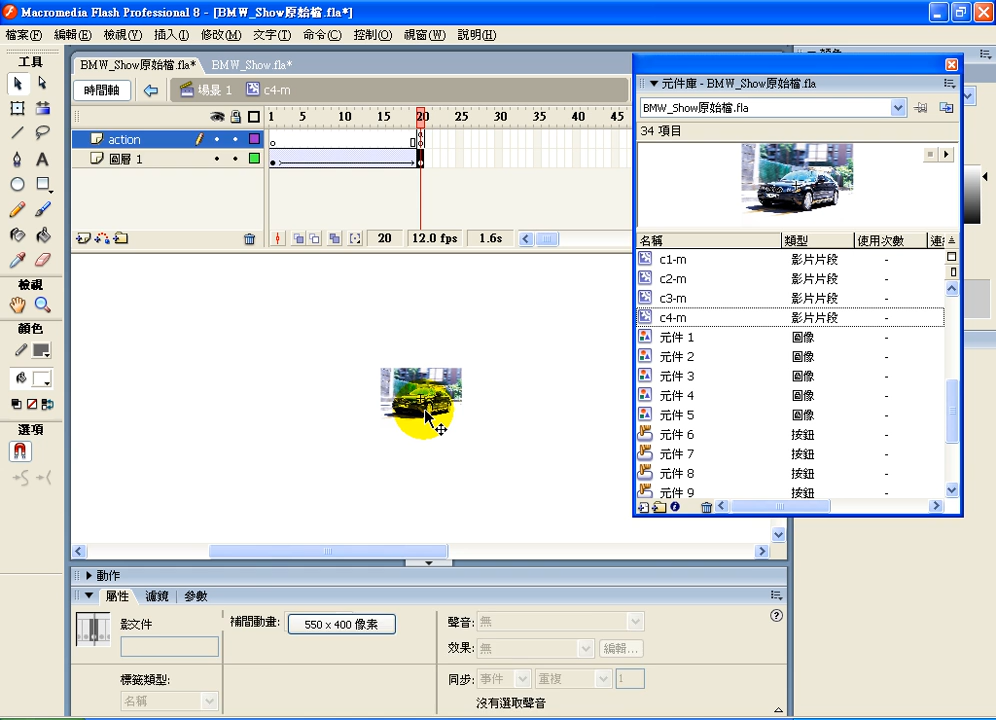 Macromedia Flash Professional 8 - [BMW_Show原始檔.fla*]
檔案(F) 編輯(E) 檢視(V) 插入(I) 修改(M) 文字(T) 命令(C) 控制(O) 視窗(W) 說明(H)
工具
BMW_Show原始檔.fla* BMW_Show.fla*
時間軸 場景 1 c4-m
1 5 10 15 20 25 30 35 40 45
action
圖層 1
20 12.0 fps 1.6s
檢視
顏色
選項
元件庫 - BMW_Show原始檔.fla
BMW_Show原始檔.fla
34 項目
名稱 類型 使用次數
c1-m 影片片段 -
c2-m 影片片段 -
c3-m 影片片段 -
c4-m 影片片段 -
元件 1 圖像 -
元件 2 圖像 -
元件 3 圖像 -
元件 4 圖像 -
元件 5 圖像 -
元件 6 按鈕 -
元件 7 按鈕 -
元件 8 按鈕 -
元件 9 按鈕 -
動作
屬性 濾鏡 參數
影文件
補間動畫: 550 x 400 像素
聲音: 無
效果: 無 編輯...
標籤類型:
名稱
同步: 事件 重複 1
沒有選取聲音